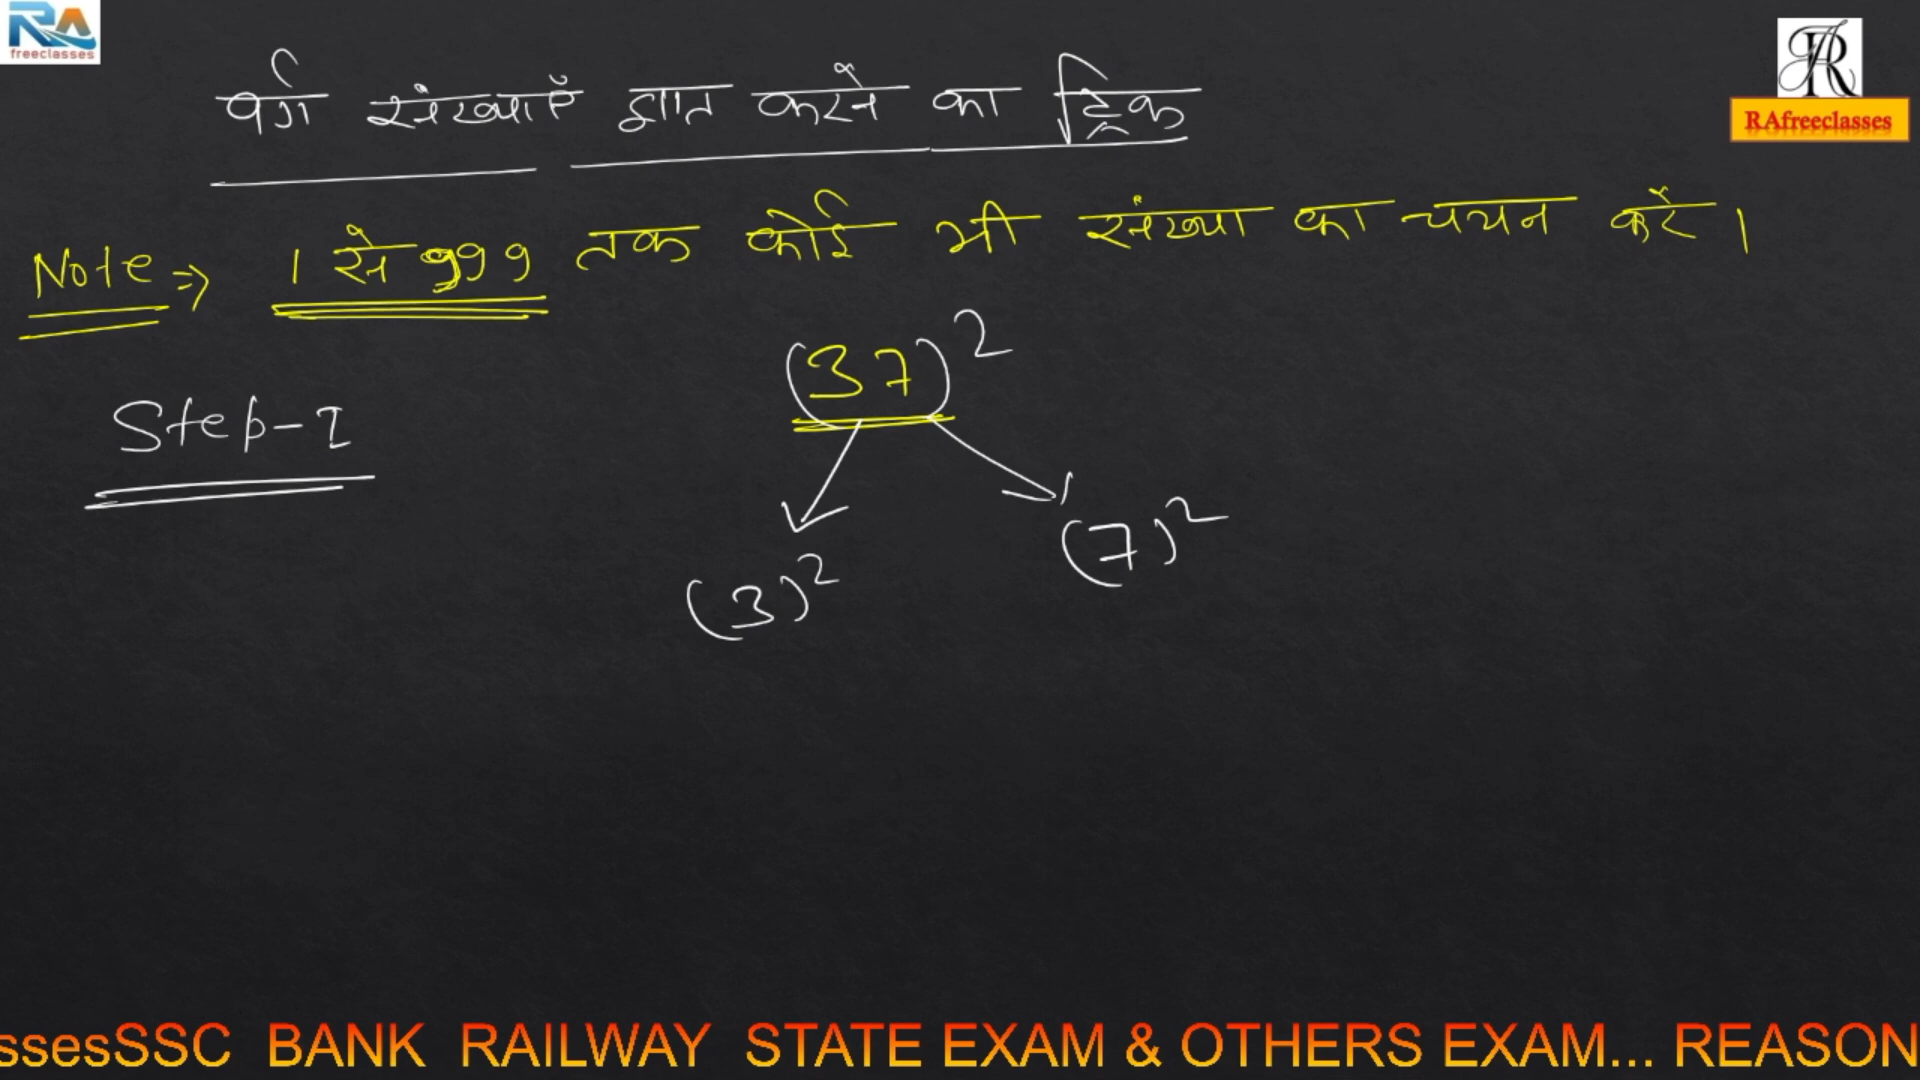 RA
freeclasses
वर्ग संख्याएँ ज्ञात करने का ट्रिक
RAfreeclasses
Note ⇒ 1 से 999 तक कोई भी संख्या का चयन करें ।
(37)²
Step-I
(3)² (7)²
ssesSSC BANK RAILWAY STATE EXAM & OTHERS EXAM... REASON